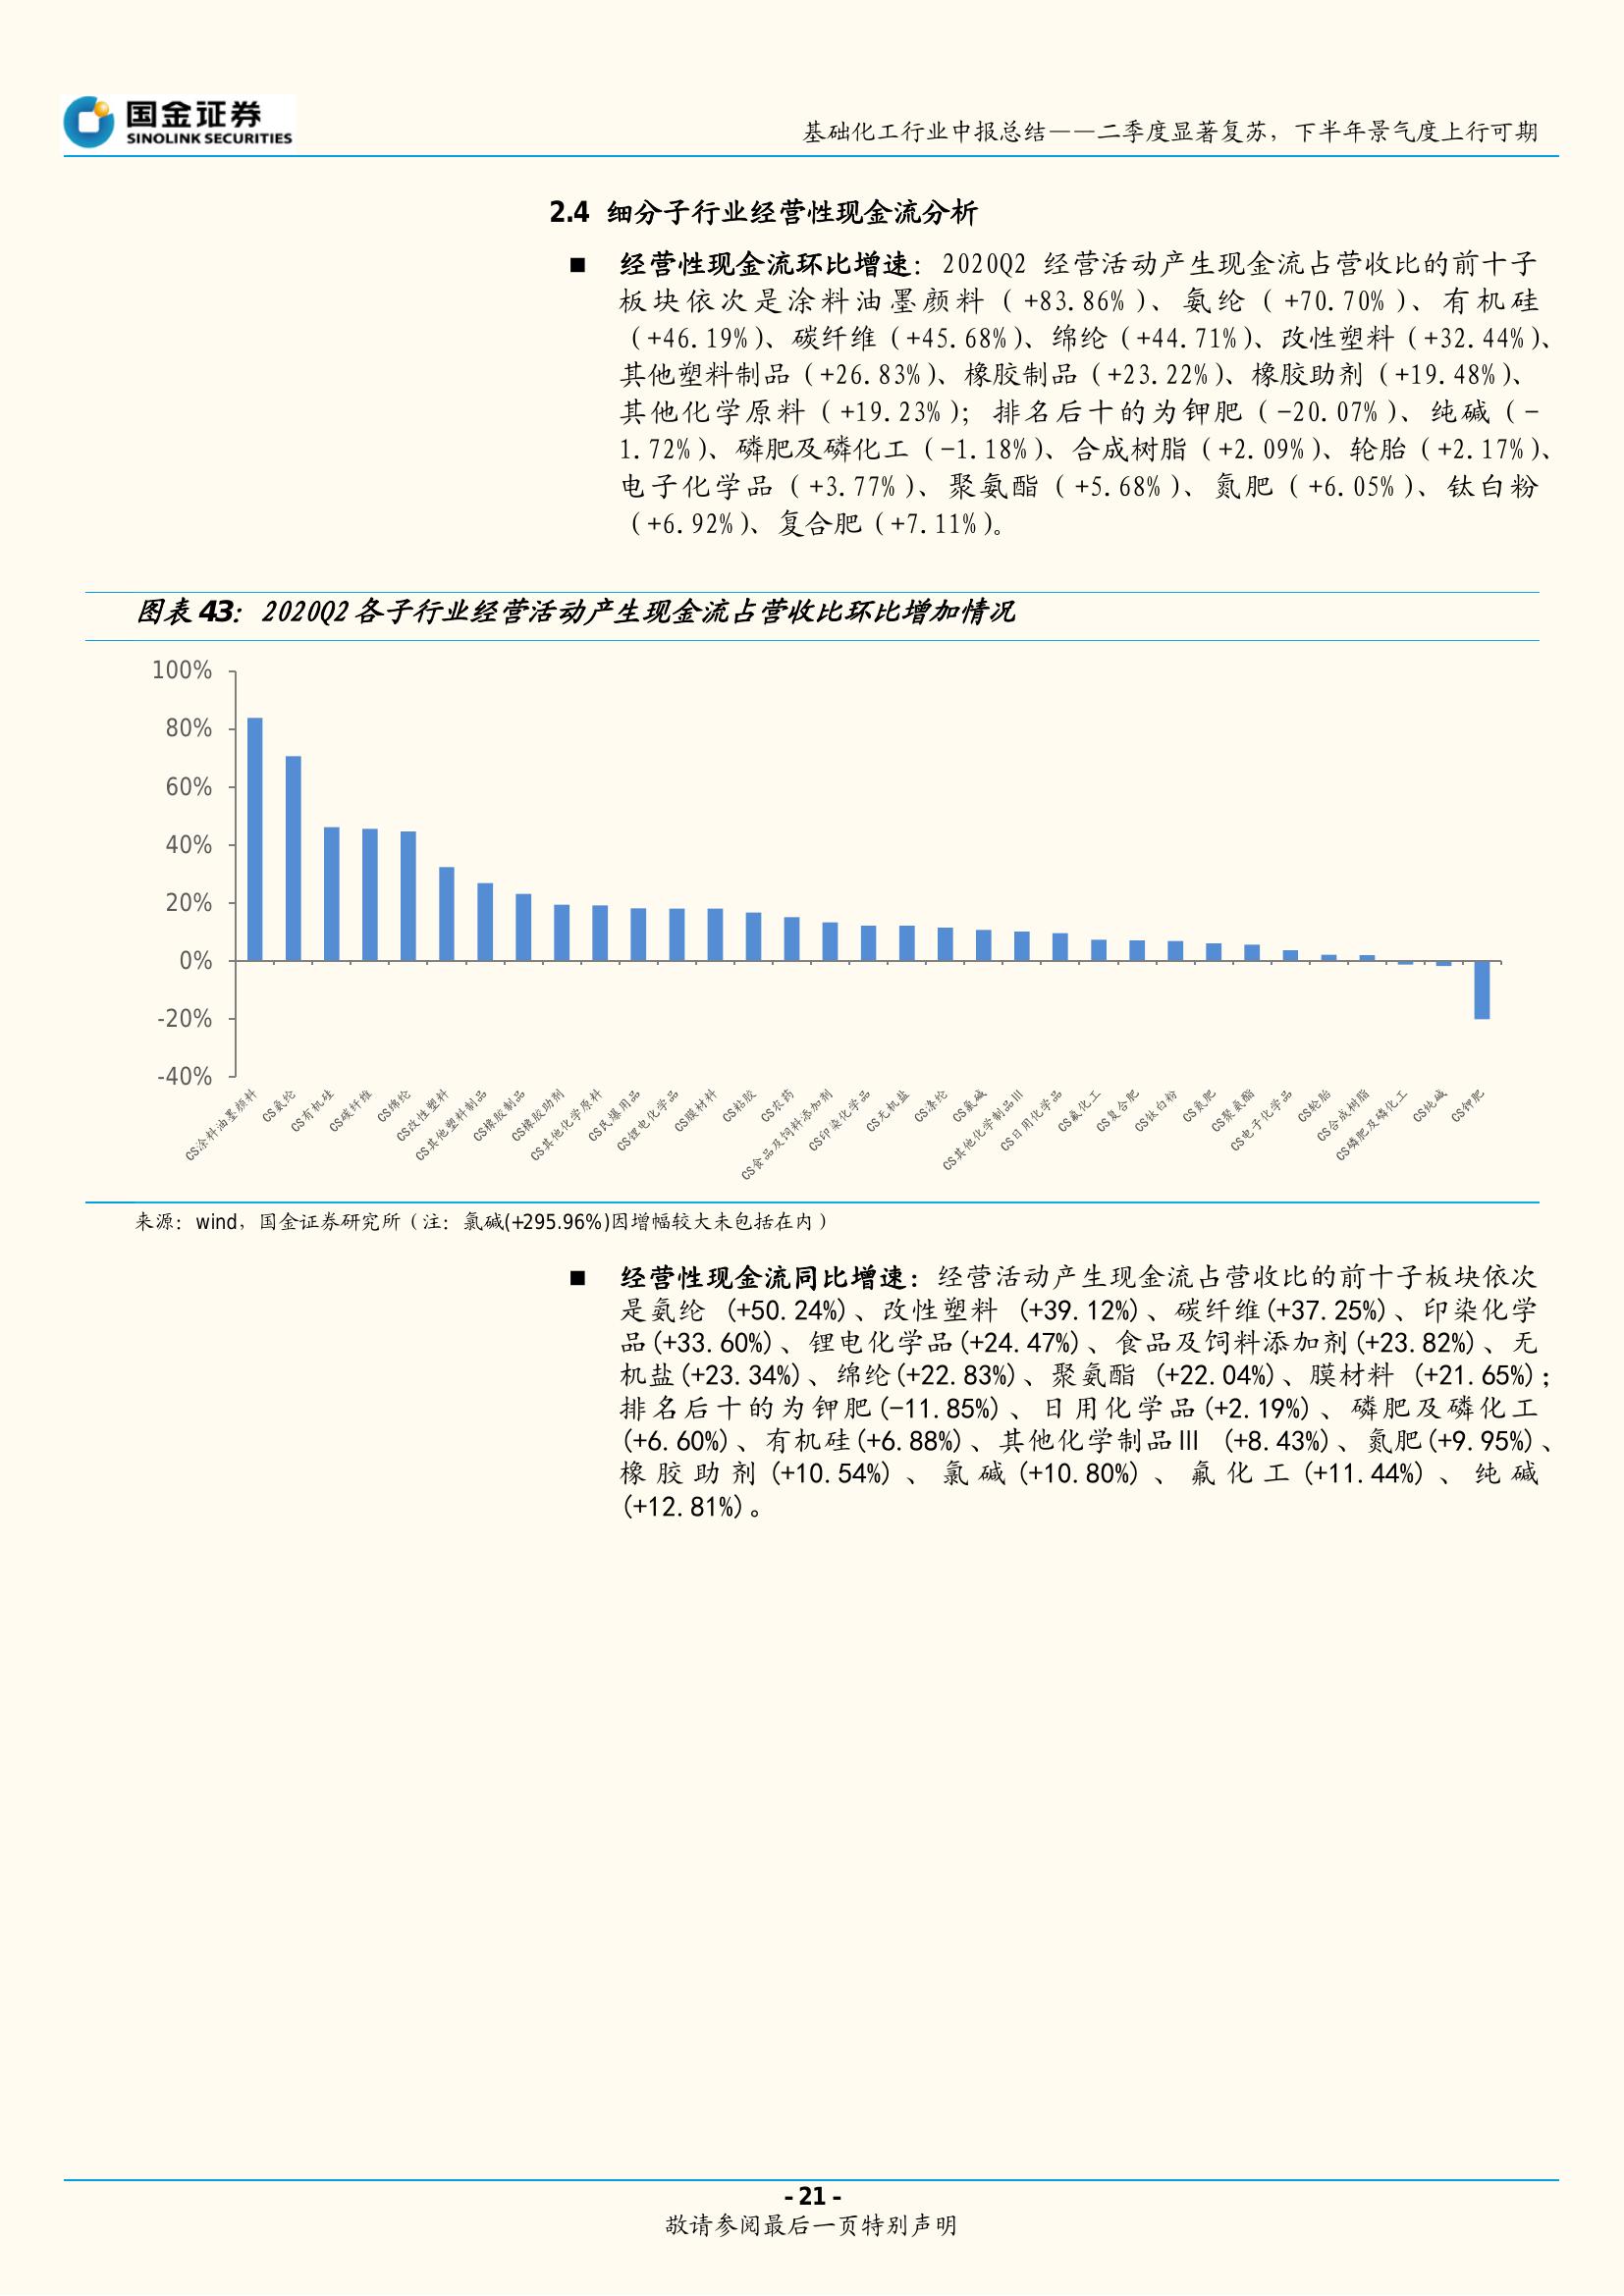 国金证券
SINOLINK SECURITIES
基础化工行业中报总结——二季度显著复苏，下半年景气度上行可期
2.4 细分子行业经营性现金流分析
■ 经营性现金流环比增速：2020Q2 经营活动产生现金流占营收比的前十子
板块依次是涂料油墨颜料（+83.86%）、氨纶（+70.70%）、有机硅
（+46.19%）、碳纤维（+45.68%）、绵纶（+44.71%）、改性塑料（+32.44%）、
其他塑料制品（+26.83%）、橡胶制品（+23.22%）、橡胶助剂（+19.48%）、
其他化学原料（+19.23%）；排名后十的为钾肥（-20.07%）、纯碱（-
1.72%）、磷肥及磷化工（-1.18%）、合成树脂（+2.09%）、轮胎（+2.17%）、
电子化学品（+3.77%）、聚氨酯（+5.68%）、氮肥（+6.05%）、钛白粉
（+6.92%）、复合肥（+7.11%）。
图表 43：2020Q2 各子行业经营活动产生现金流占营收比环比增加情况
100%
80%
60%
40%
20%
0%
-20%
-40%
CS涂料油墨颜料
CS氨纶
CS有机硅
CS碳纤维
CS绵纶
CS改性塑料
CS其他塑料制品
CS橡胶制品
CS橡胶助剂
CS其他化学原料
CS民爆用品
CS锂电化学品
CS膜材料
CS粘胶
CS农药
CS食品及饲料添加剂
CS印染化学品
CS无机盐
CS涤纶
CS氯碱
CS其他化学制品Ⅲ
CS日用化学品
CS氟化工
CS复合肥
CS钛白粉
CS氮肥
CS聚氨酯
CS电子化学品
CS轮胎
CS合成树脂
CS磷肥及磷化工
CS纯碱
CS钾肥
来源：wind，国金证券研究所（注：氯碱(+295.96%)因增幅较大未包括在内）
■ 经营性现金流同比增速：经营活动产生现金流占营收比的前十子板块依次
是氨纶 (+50.24%)、改性塑料 (+39.12%)、碳纤维(+37.25%)、印染化学
品(+33.60%)、锂电化学品(+24.47%)、食品及饲料添加剂(+23.82%)、无
机盐(+23.34%)、绵纶(+22.83%)、聚氨酯 (+22.04%)、膜材料 (+21.65%)；
排名后十的为钾肥(-11.85%)、日用化学品(+2.19%)、磷肥及磷化工
(+6.60%)、有机硅(+6.88%)、其他化学制品Ⅲ (+8.43%)、氮肥(+9.95%)、
橡胶助剂(+10.54%)、氯碱(+10.80%)、氟化工(+11.44%)、纯碱
(+12.81%)。
- 21 -
敬请参阅最后一页特别声明